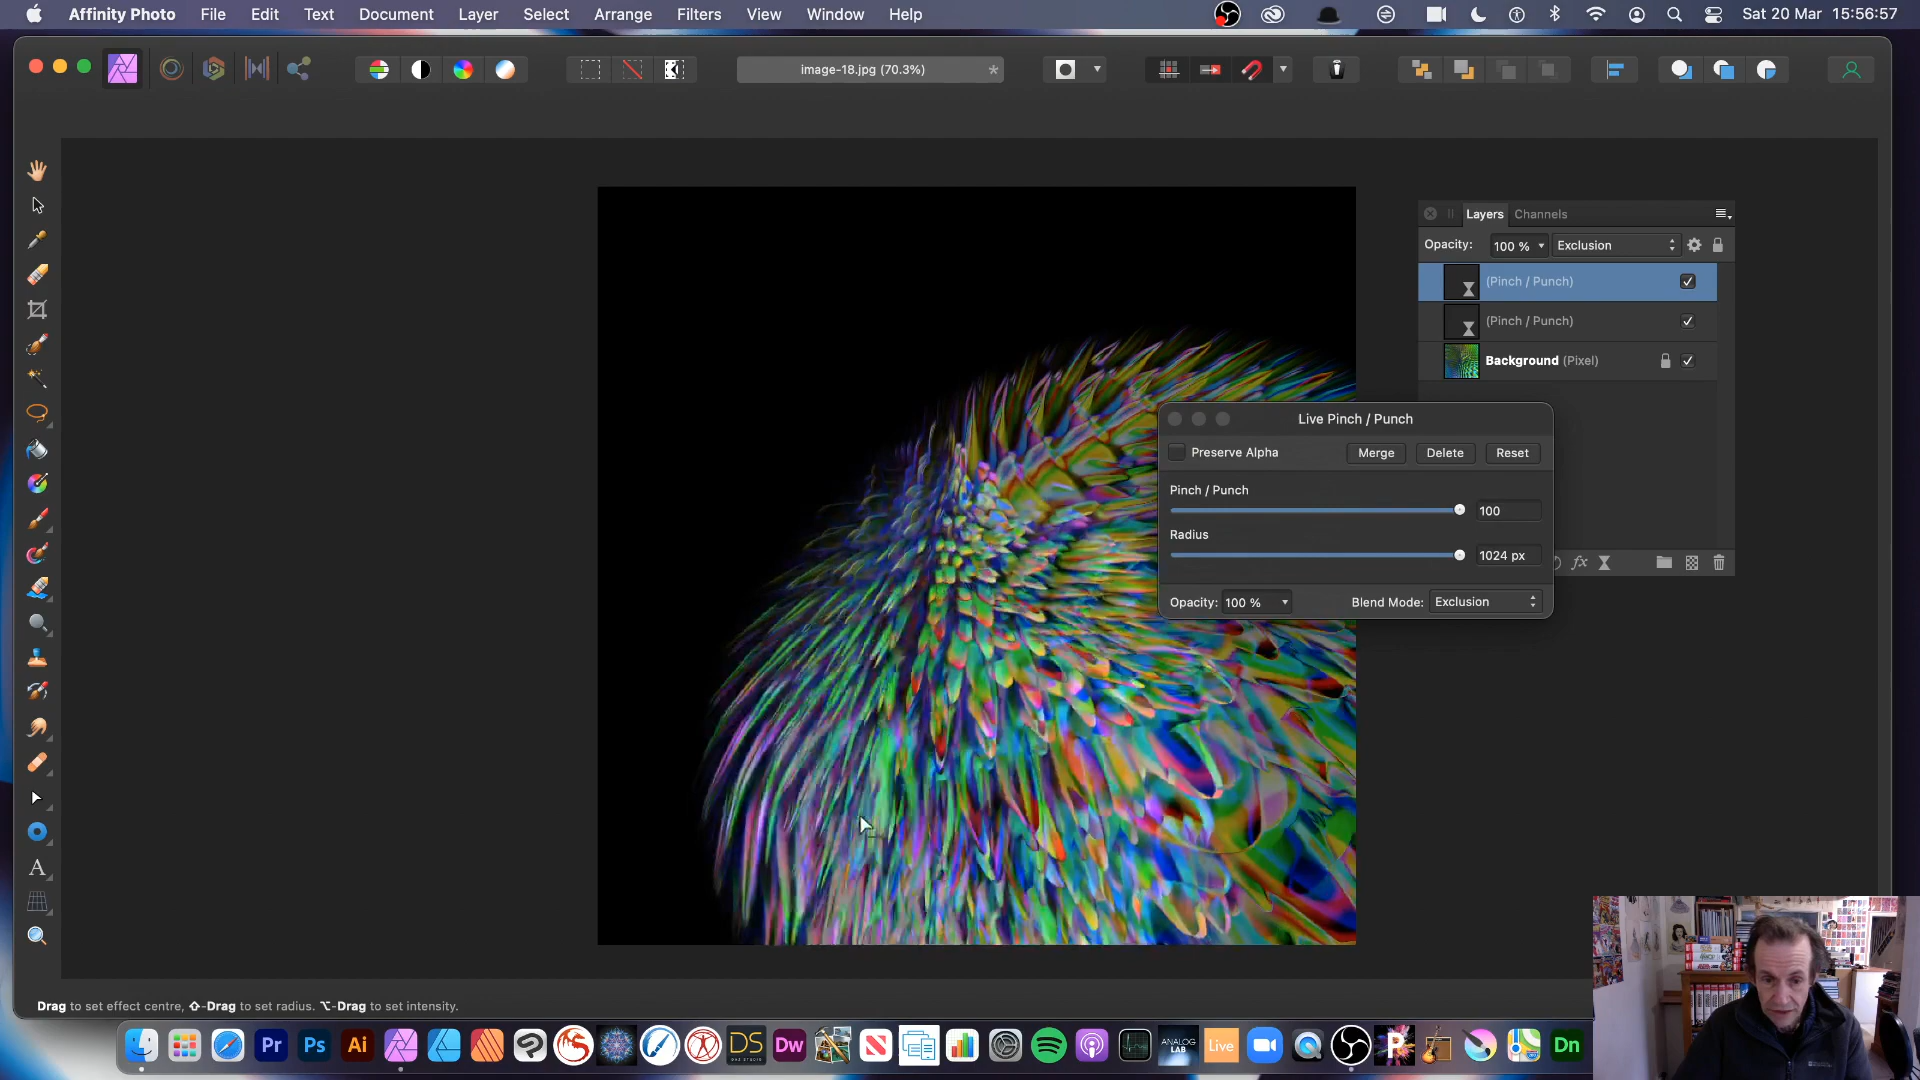 Affinity Photo File Edit Text Document Layer Select Arrange Filters View Window Help Sat 20 Mar 15:56:57
image-18.jpg (70.3%) *
Layers Channels
Opacity: 100 % Exclusion
(Pinch / Punch)
(Pinch / Punch)
Background (Pixel)
Live Pinch / Punch
Preserve Alpha Merge Delete Reset
Pinch / Punch
100
Radius
1024 px
fx
Opacity: 100 % Blend Mode: Exclusion
A
Drag to set effect centre, ⇧-Drag to set radius. ⌥-Drag to set intensity.
Pr Ps Ai DS Dw ANALOG LAB Live P Dn